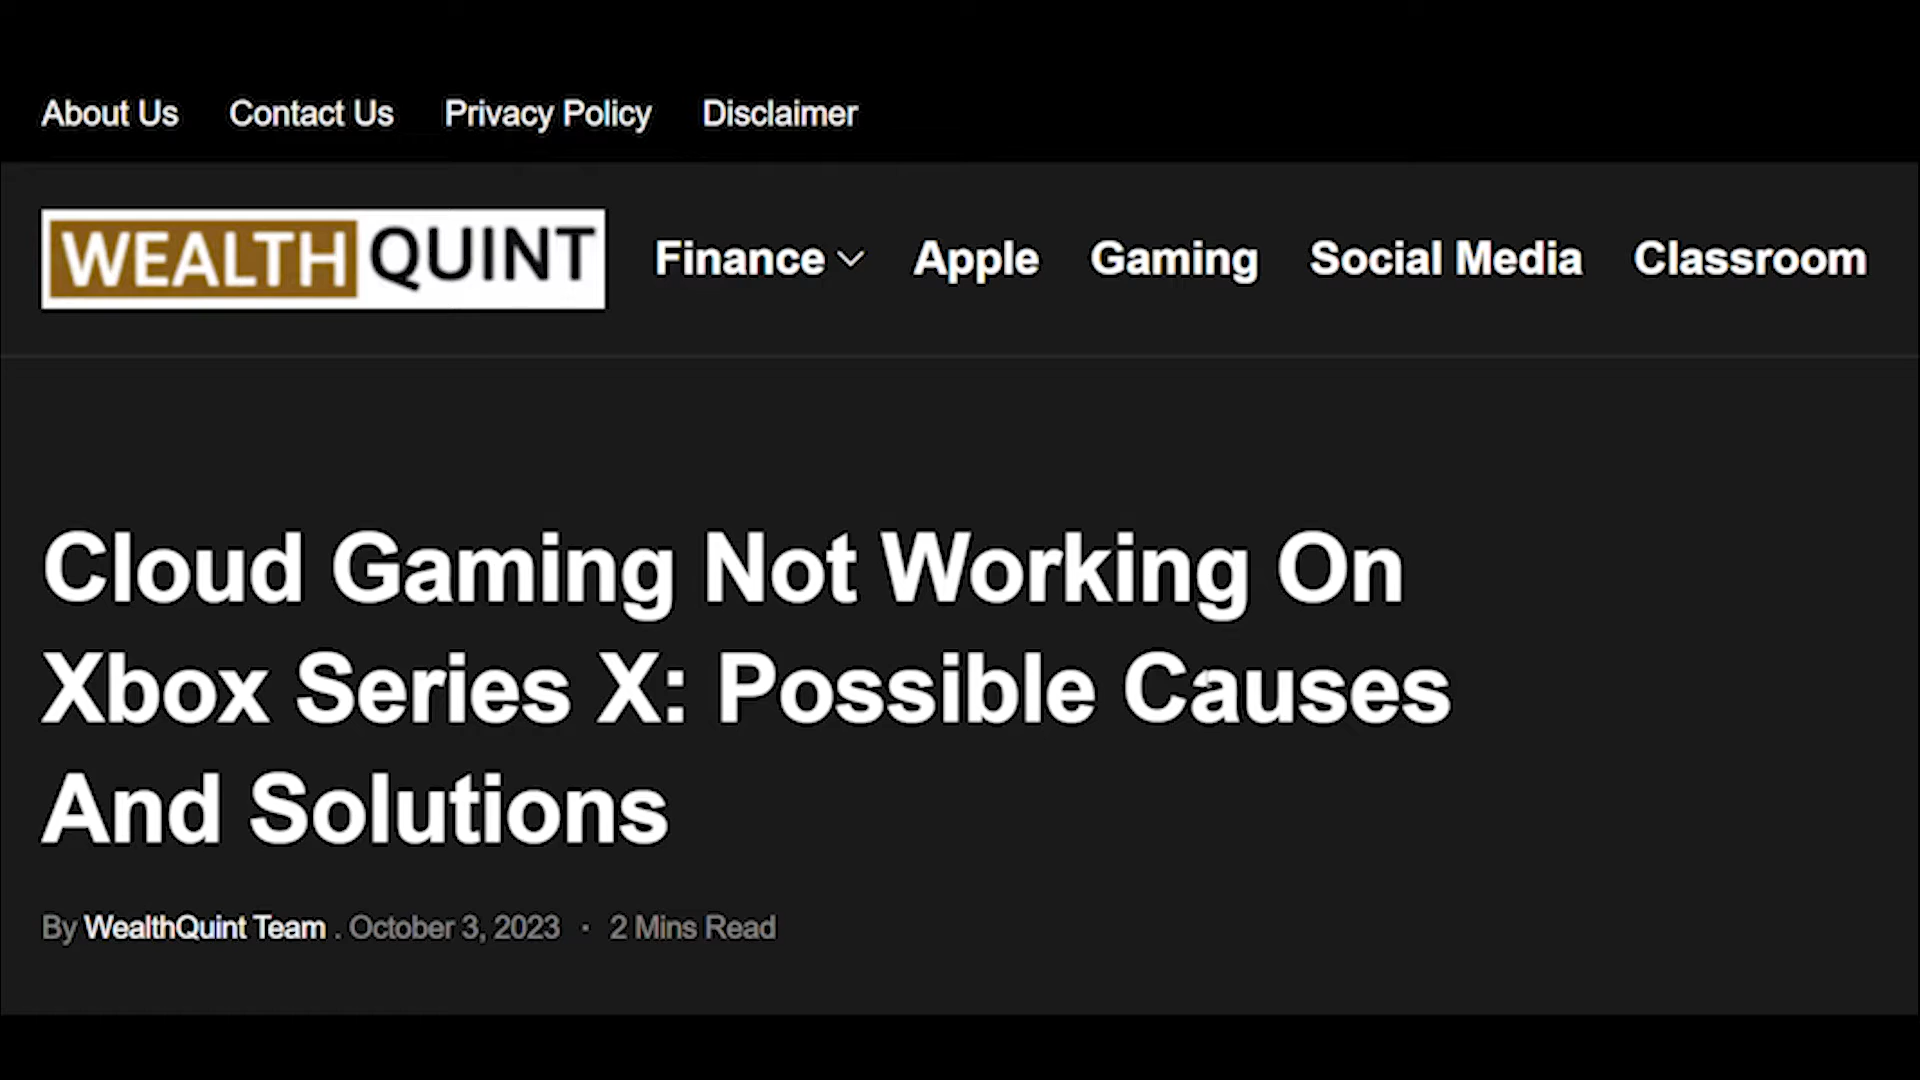 About Us Contact Us Privacy Policy Disclaimer
WEALTH QUINT Finance Apple Gaming Social Media Classroom
Cloud Gaming Not Working On
Xbox Series X: Possible Causes
And Solutions
By WealthQuint Team . October 3, 2023 · 2 Mins Read